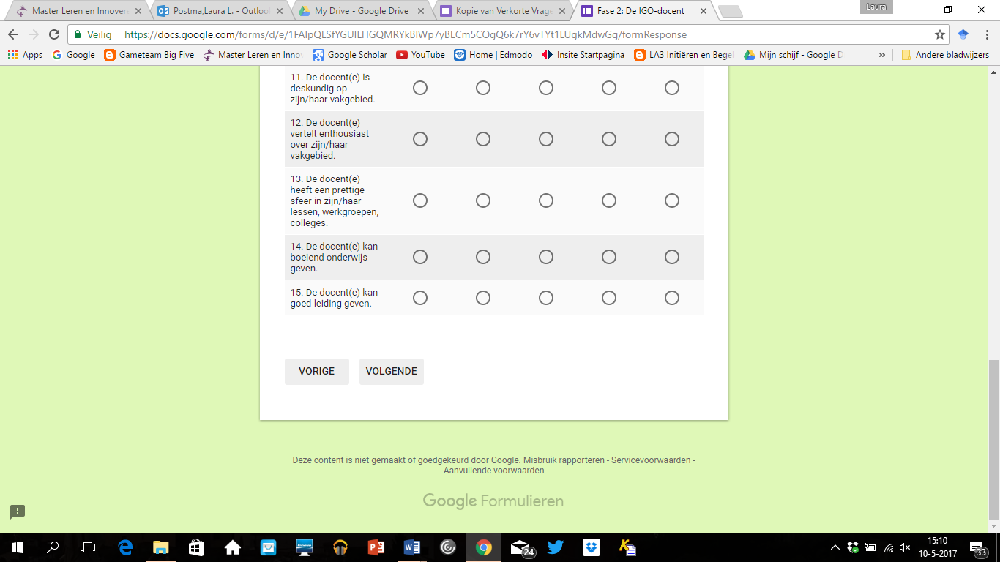 Master Leren en Innovere
Postma,Laura L. - Outloo
My Drive - Google Drive
Kopie van Verkorte Vrage
Fase 2: De IGO-docent
Laura
Veilig
https://docs.google.com/forms/d/e/1FAIpQLSfYGUILHGQMRYkBIWp7yBECm5COgQ6k7rY6vTYt1LUgkMdwGg/formResponse
Apps
Google
Gameteam Big Five
Master Leren en Inno
Google Scholar
YouTube
Home | Edmodo
Insite Startpagina
LA3 Initiëren en Bege
Mijn schijf - Google D
»
Andere bladwijzers
11. De docent(e) is
deskundig op
zijn/haar vakgebied.
12. De docent(e)
vertelt enthousiast
over zijn/haar
vakgebied.
13. De docent(e)
heeft een prettige
sfeer in zijn/haar
lessen, werkgroepen,
colleges.
14. De docent(e) kan
boeiend onderwijs
geven.
15. De docent(e) kan
goed leiding geven.
VORIGE
VOLGENDE
Deze content is niet gemaakt of goedgekeurd door Google. Misbruik rapporteren - Servicevoorwaarden -
Aanvullende voorwaarden
Google Formulieren
24
15:10
10-5-2017
33